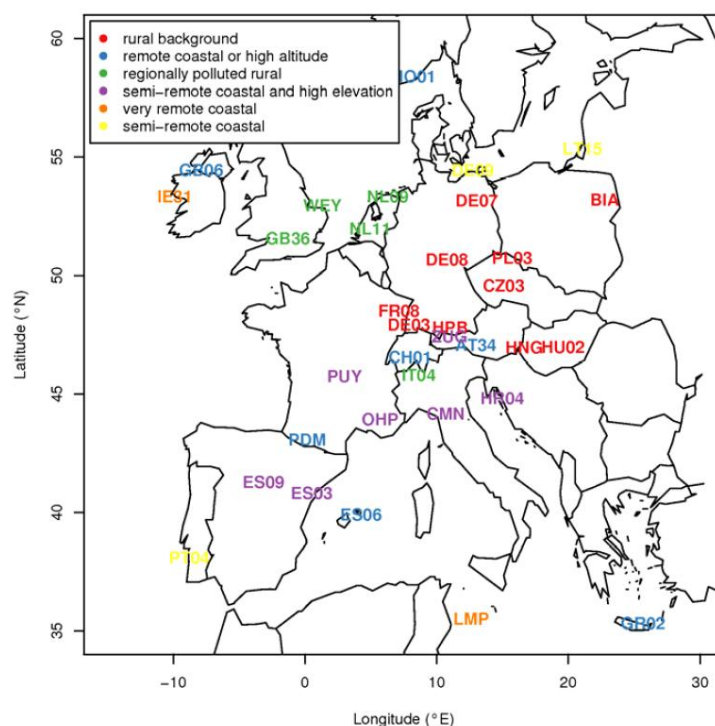 60
rural background
remote coastal or high altitude
regionally polluted rural
semi−remote coastal and high elevation
very remote coastal
semi−remote coastal
NO01
55
LT15
GB06
DE09
IE31
WEY
NL09
DE07
BIA
NL11
GB36
50
DE08
PL03
CZ03
FR08
DE03
HPB
ZUG
AT34
HNG
HU02
CH01
IT04
45
PUY
HR04
OHP
CMN
PDM
ES09
ES03
40
ES06
PT04
35
LMP
GR02
−10 0 10 20 30
Longitude (°E)
Latitude (°N)